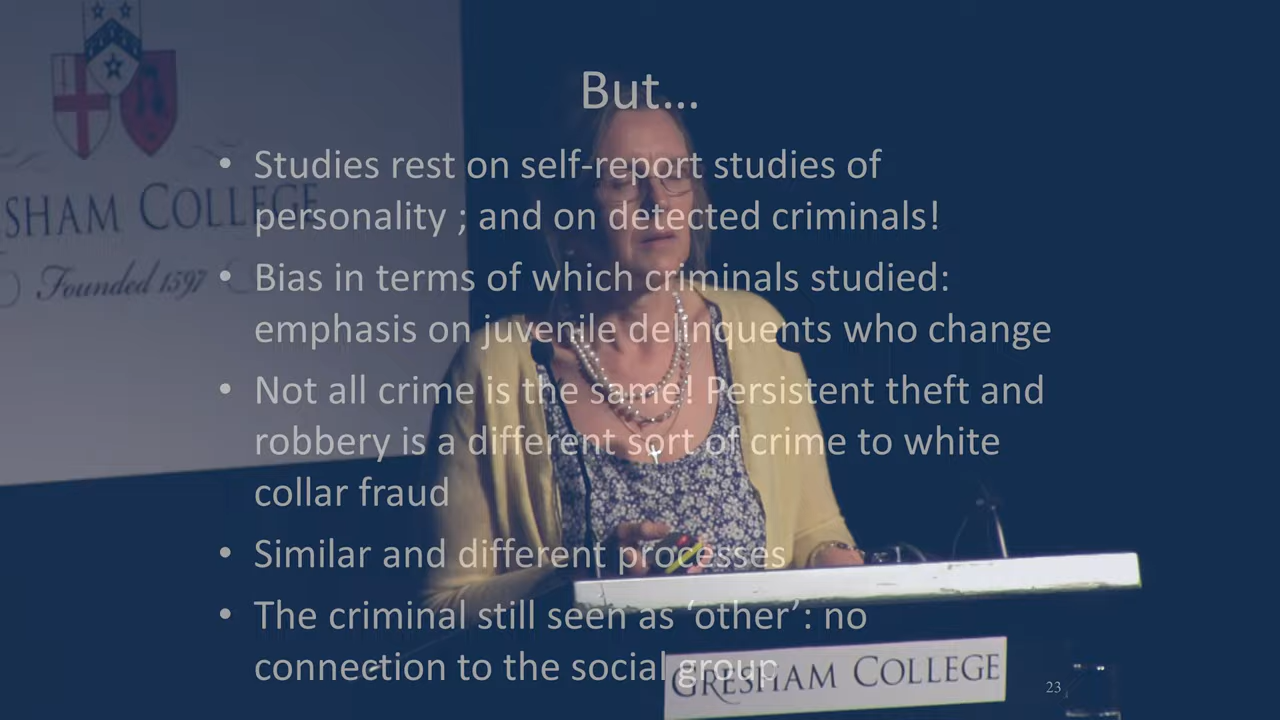 But...
• Studies rest on self-report studies of
personality ; and on detected criminals!
• Bias in terms of which criminals studied:
emphasis on juvenile delinquents who change
• Not all crime is the same! Persistent theft and
robbery is a different sort of crime to white
collar fraud
• Similar and different processes
• The criminal still seen as ‘other’: no
connection to the social group
SHAM COLLEGE
Founded 1597
GRESHAM COLLEGE
23